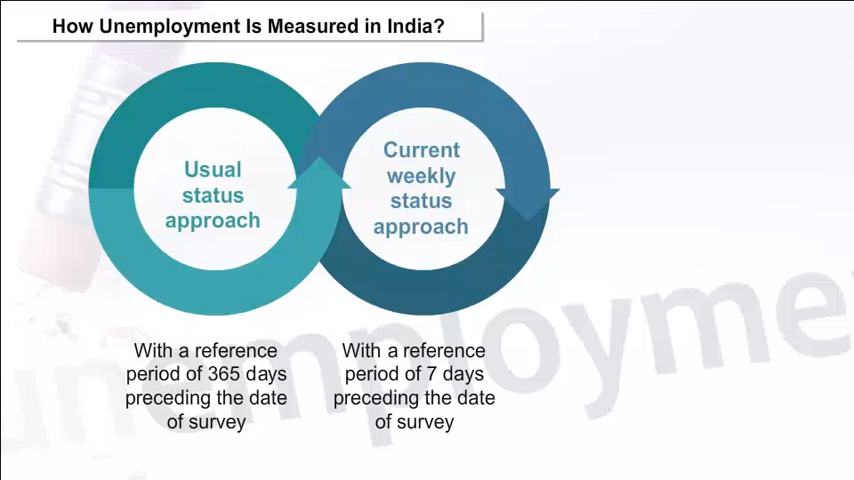 How Unemployment Is Measured in India?
Usual
status
approach
Current
weekly
status
approach
With a reference
period of 365 days
preceding the date
of survey
With a reference
period of 7 days
preceding the date
of survey
unemployme